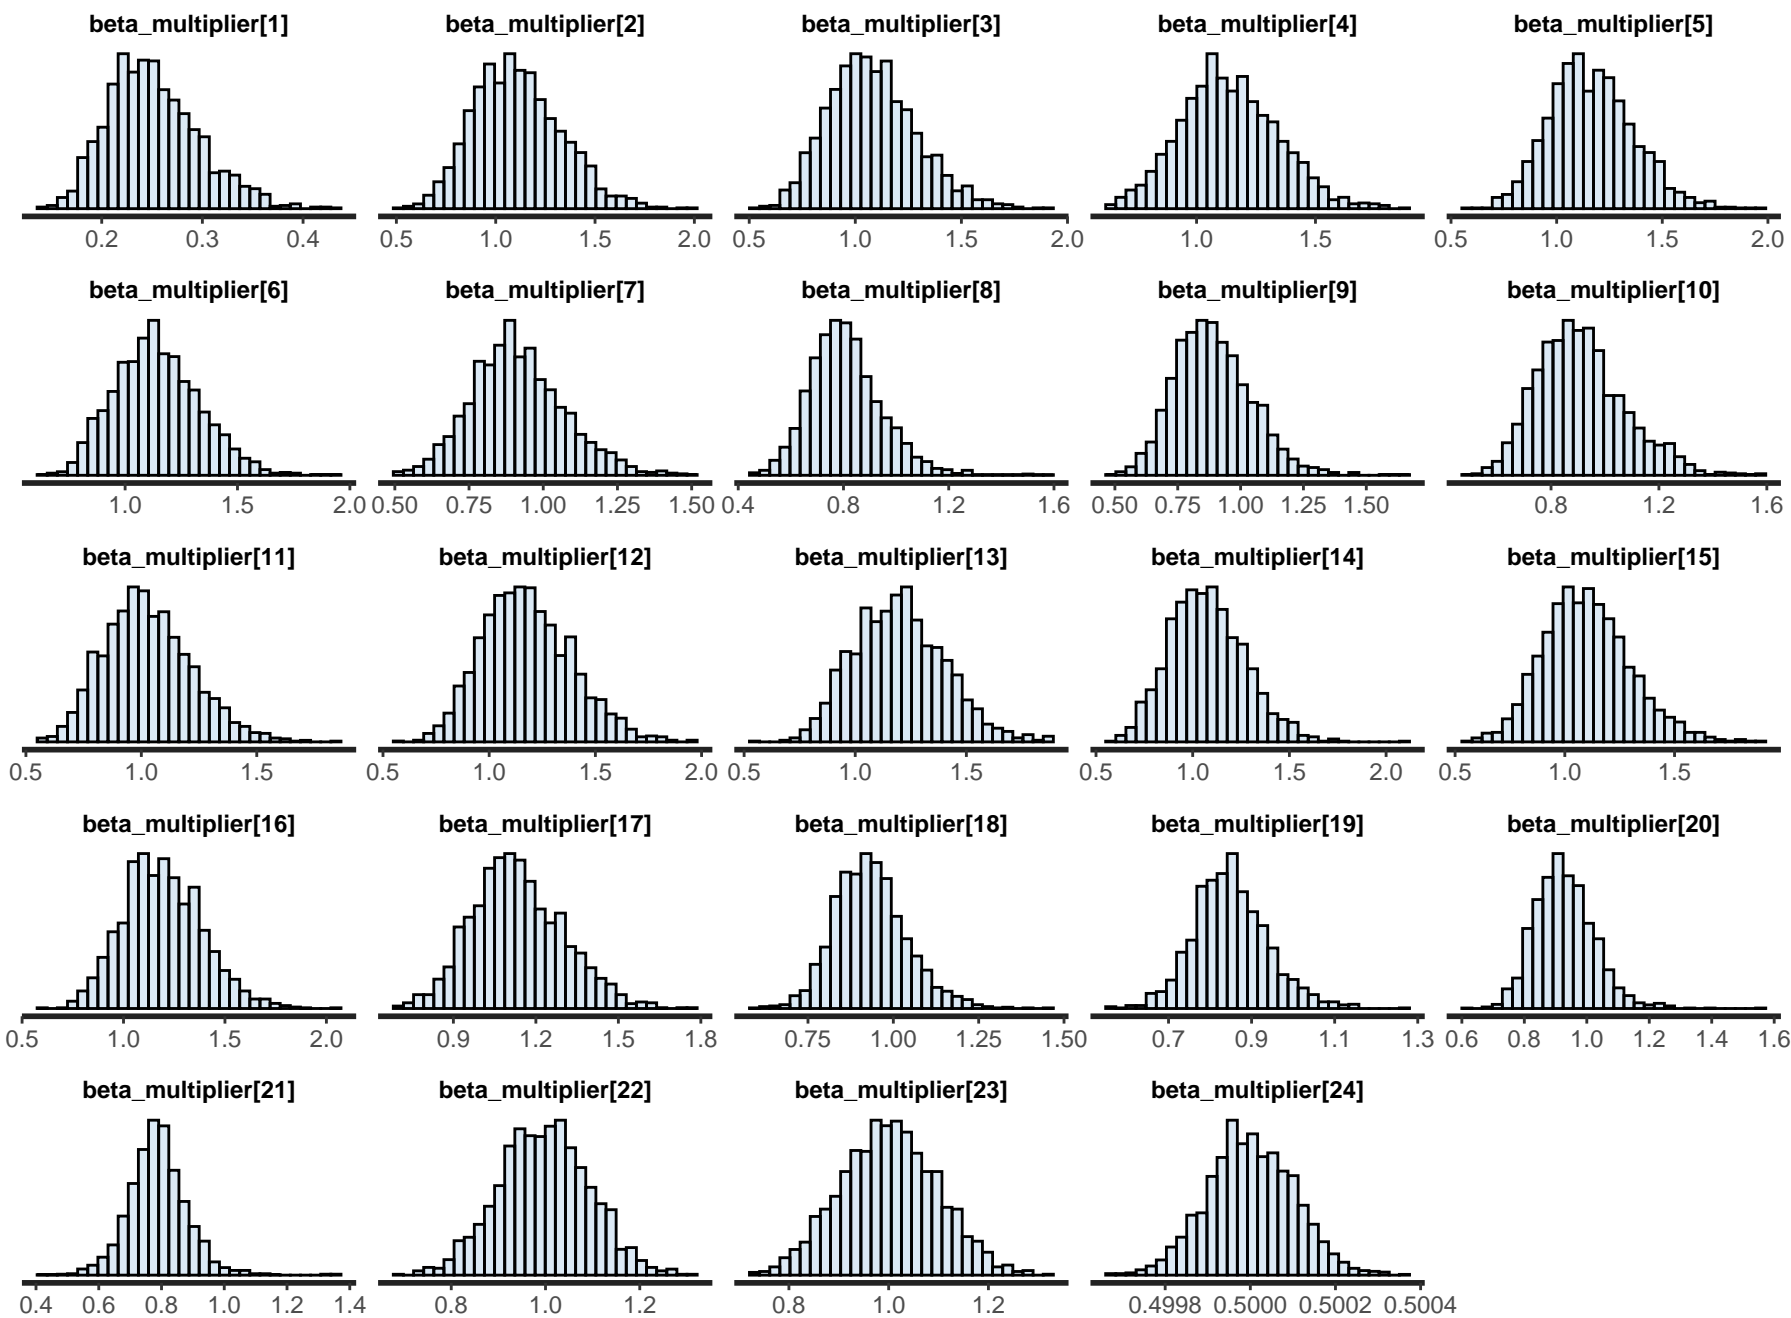 beta_multiplier[1] beta_multiplier[2] beta_multiplier[3] beta_multiplier[4] beta_multiplier[5]
0.2 0.3 0.4 0.5 1.0 1.5 2.0 0.5 1.0 1.5 2.0 1.0 1.5 0.5 1.0 1.5 2.0
beta_multiplier[6] beta_multiplier[7] beta_multiplier[8] beta_multiplier[9] beta_multiplier[10]
1.0 1.5 2.0 0.50 0.75 1.00 1.25 1.50 0.4 0.8 1.2 1.6 0.50 0.75 1.00 1.25 1.50 0.8 1.2 1.6
beta_multiplier[11] beta_multiplier[12] beta_multiplier[13] beta_multiplier[14] beta_multiplier[15]
0.5 1.0 1.5 0.5 1.0 1.5 2.0 0.5 1.0 1.5 0.5 1.0 1.5 2.0 0.5 1.0 1.5
beta_multiplier[16] beta_multiplier[17] beta_multiplier[18] beta_multiplier[19] beta_multiplier[20]
0.5 1.0 1.5 2.0 0.9 1.2 1.5 1.8 0.75 1.00 1.25 1.50 0.7 0.9 1.1 1.3 0.6 0.8 1.0 1.2 1.4 1.6
beta_multiplier[21] beta_multiplier[22] beta_multiplier[23] beta_multiplier[24]
0.4 0.6 0.8 1.0 1.2 1.4 0.8 1.0 1.2 0.8 1.0 1.2 0.4998 0.5000 0.5002 0.5004